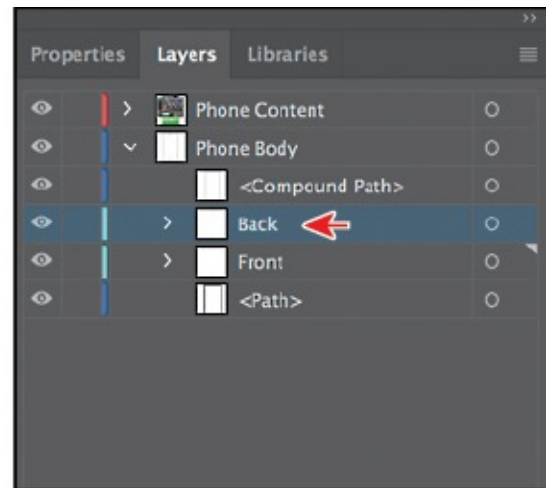 Properties Layers Libraries
Phone Content
Phone Body
<Compound Path>
Back
Front
<Path>